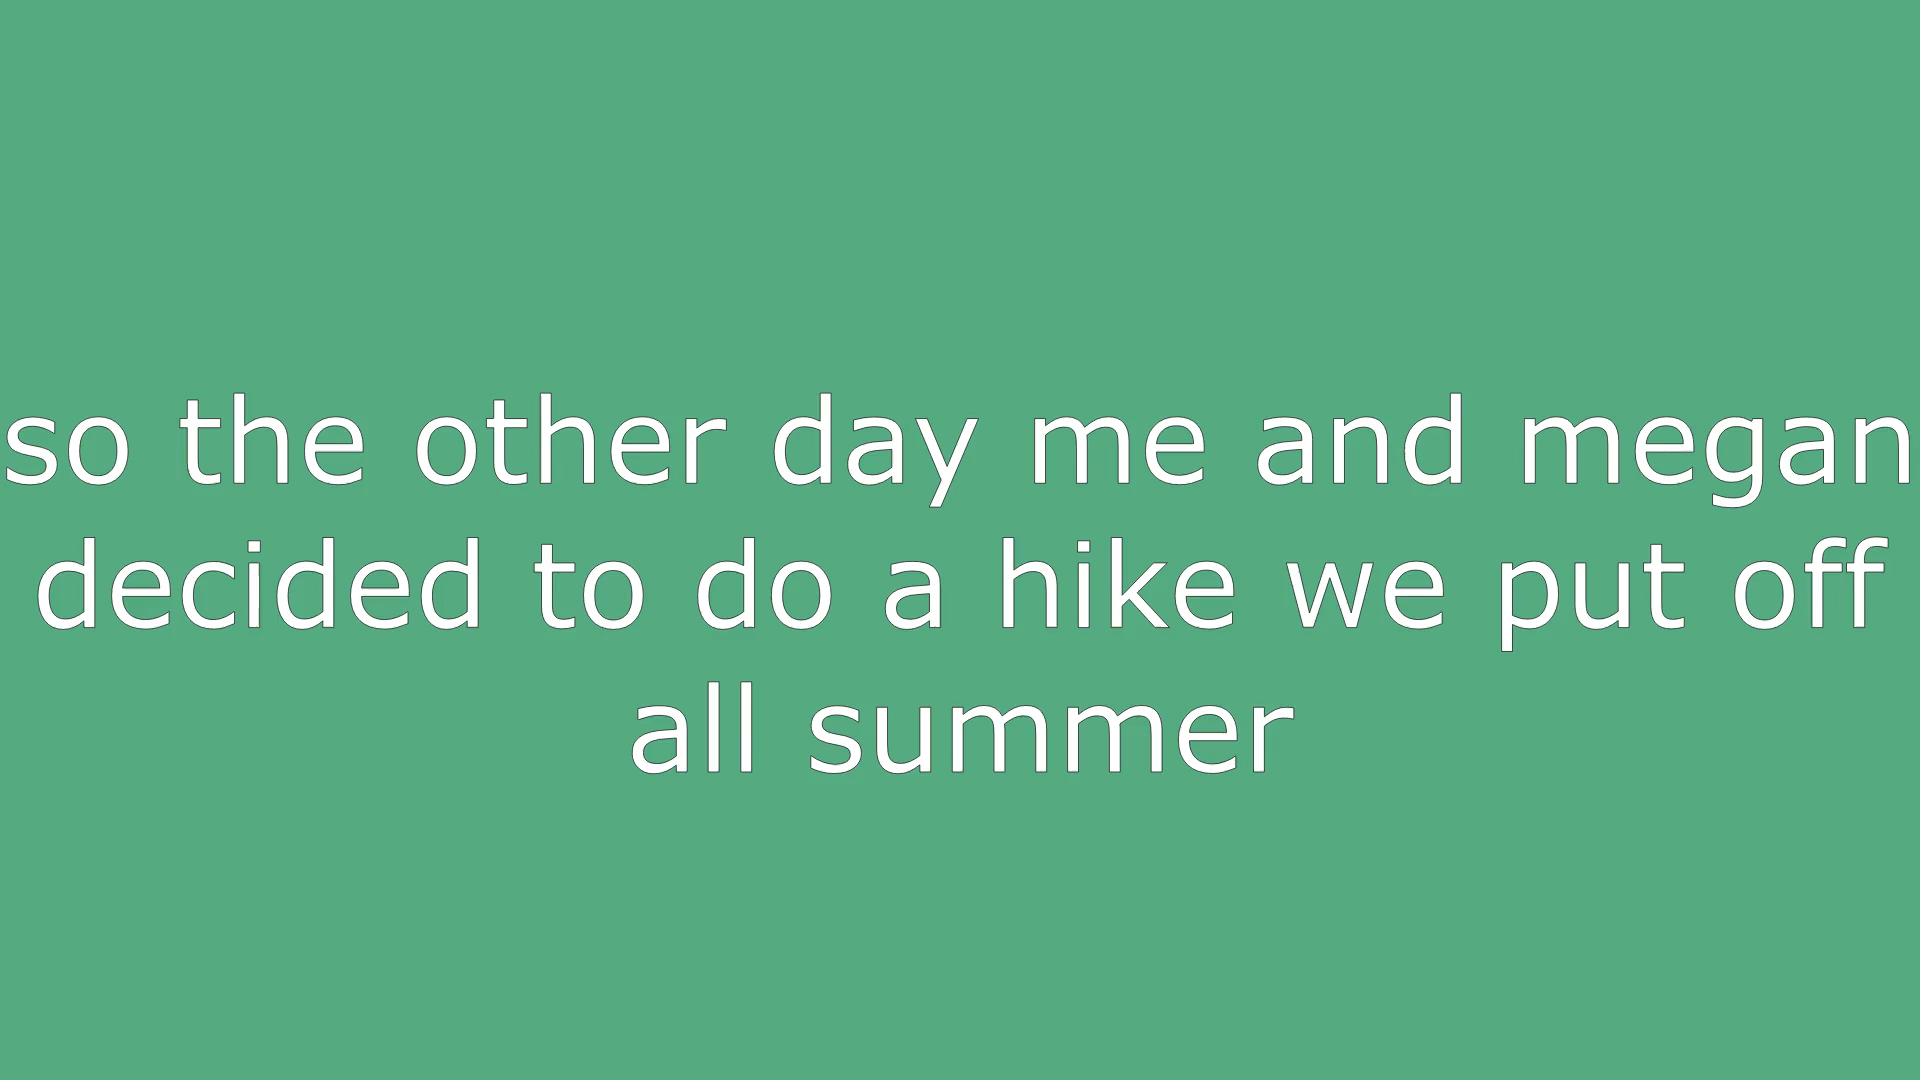 so the other day me and megan
decided to do a hike we put off
all summer